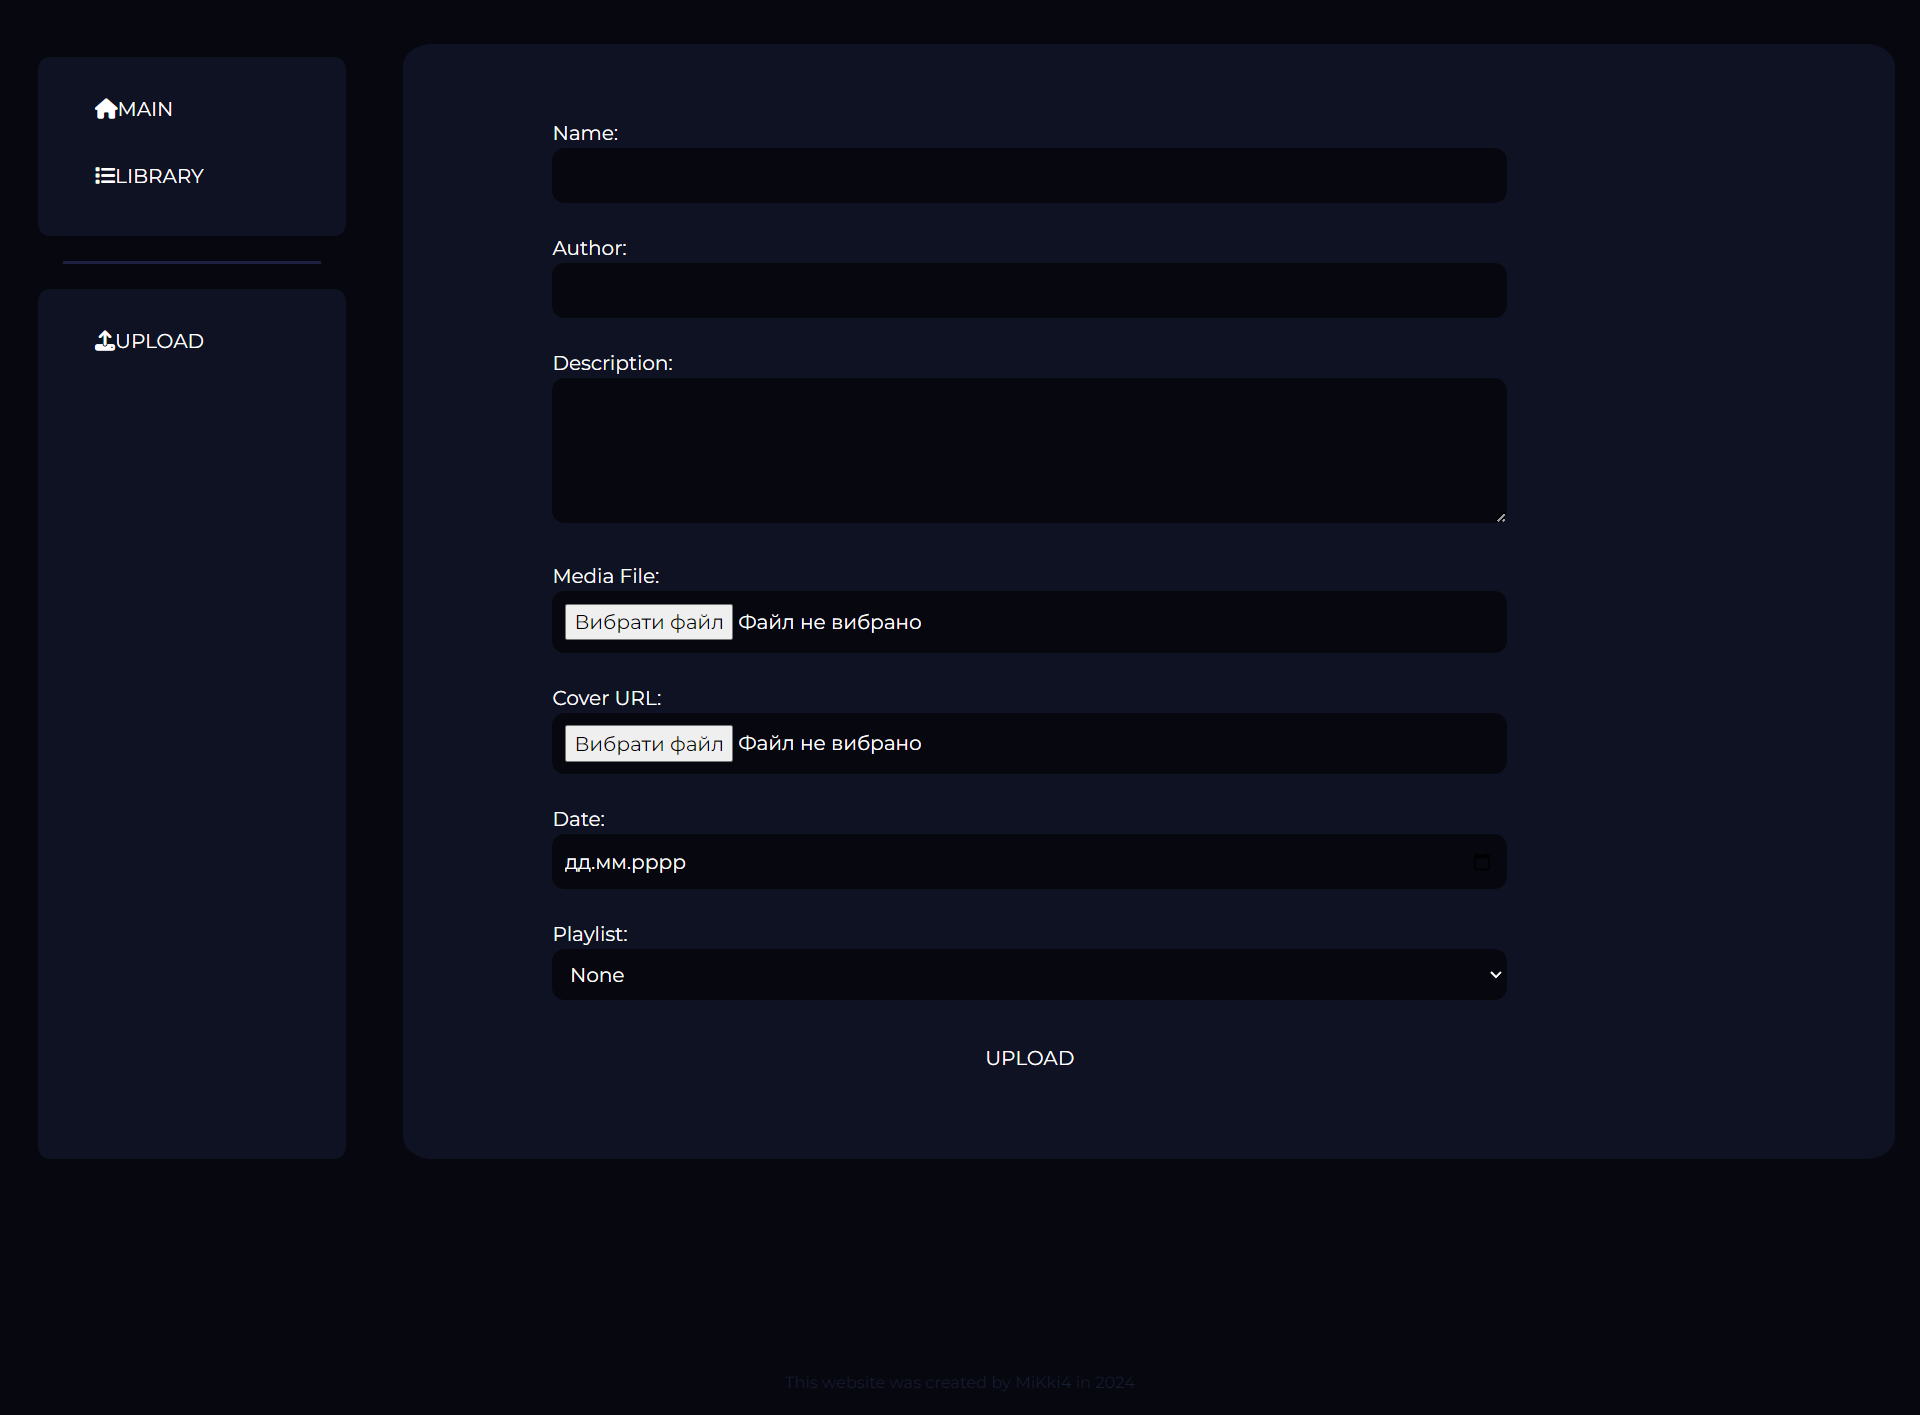 MAIN
LIBRARY
UPLOAD
Name:
Author:
Description:
Media File:
Вибрати файл Файл не вибрано
Cover URL:
Вибрати файл Файл не вибрано
Date:
дд.мм.рррр
Playlist:
None
UPLOAD
This website was created by MiKki4 in 2024